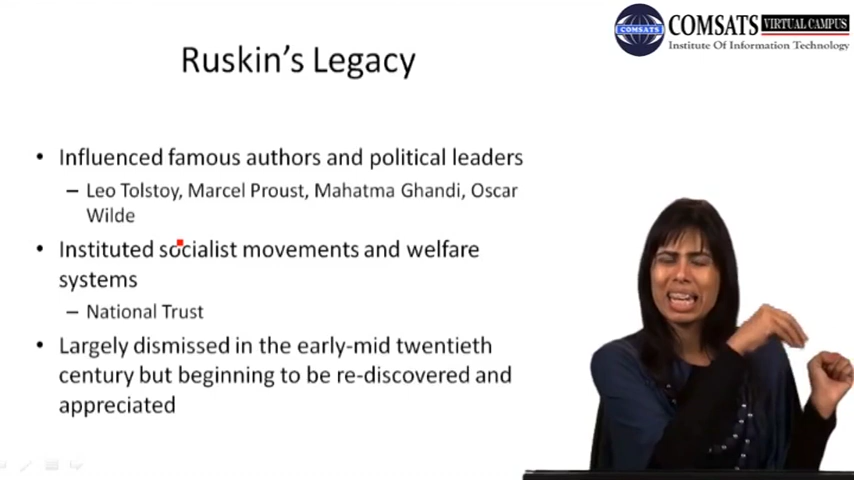 COMSATS
COMSATS VIRTUAL CAMPUS
Institute Of Information Technology
Ruskin's Legacy
• Influenced famous authors and political leaders
– Leo Tolstoy, Marcel Proust, Mahatma Ghandi, Oscar
Wilde
• Instituted socialist movements and welfare
systems
– National Trust
• Largely dismissed in the early-mid twentieth
century but beginning to be re-discovered and
appreciated